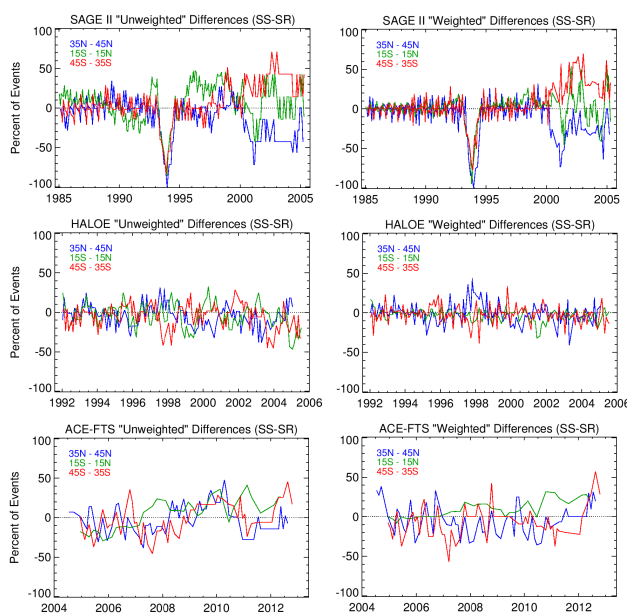 SAGE II "Unweighted" Differences (SS-SR)
SAGE II "Weighted" Differences (SS-SR)
100
35N - 45N
15S - 15N
45S - 35S
50
0
-50
-100
Percent of Events
1985
1990
1995
2000
2005
100
35N - 45N
15S - 15N
45S - 35S
50
0
-50
-100
1985
1990
1995
2000
2005
HALOE "Unweighted" Differences (SS-SR)
HALOE "Weighted" Differences (SS-SR)
100
35N - 45N
15S - 15N
45S - 35S
50
0
-50
-100
Percent of Events
1992
1994
1996
1998
2000
2002
2004
2006
100
35N - 45N
15S - 15N
45S - 35S
50
0
-50
-100
1992
1994
1996
1998
2000
2002
2004
2006
ACE-FTS "Unweighted" Differences (SS-SR)
ACE-FTS "Weighted" Differences (SS-SR)
100
35N - 45N
15S - 15N
45S - 35S
50
0
-50
-100
Percent of Events
2004
2006
2008
2010
2012
100
35N - 45N
15S - 15N
45S - 35S
50
0
-50
-100
2004
2006
2008
2010
2012